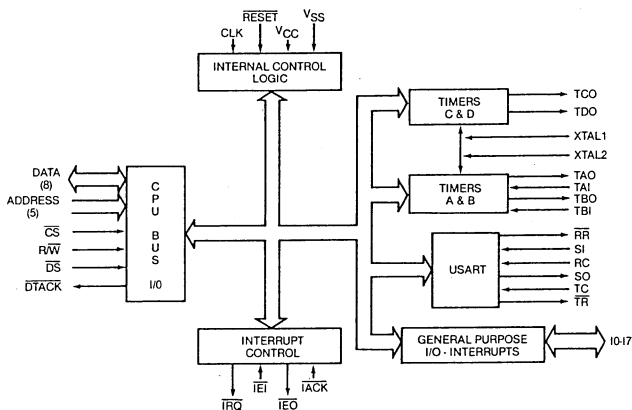 RESET
VSS
CLK
VCC
INTERNAL CONTROL
LOGIC
TIMERS
C & D
TCO
TDO
XTAL1
XTAL2
TIMERS
A & B
TAO
TAI
TBO
TBI
DATA
(8)
ADDRESS
(5)
CS
R/W
DS
DTACK
CPU
BUS
I/O
USART
RR
SI
RC
SO
TC
TR
INTERRUPT
CONTROL
GENERAL PURPOSE
I/O - INTERRUPTS
I0-I7
IRQ
IEI
IEO
IACK